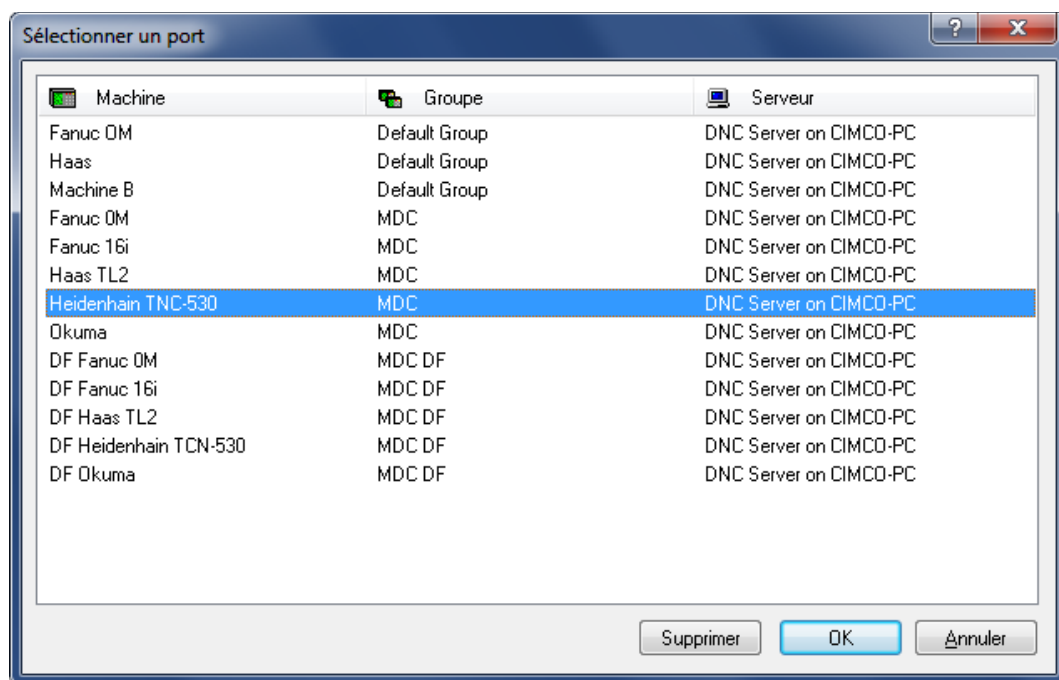 Sélectionner un port
Machine Groupe Serveur
Fanuc OM Default Group DNC Server on CIMCO-PC
Haas Default Group DNC Server on CIMCO-PC
Machine B Default Group DNC Server on CIMCO-PC
Fanuc 0M MDC DNC Server on CIMCO-PC
Fanuc 16i MDC DNC Server on CIMCO-PC
Haas TL2 MDC DNC Server on CIMCO-PC
Heidenhain TNC-530 MDC DNC Server on CIMCO-PC
Okuma MDC DNC Server on CIMCO-PC
DF Fanuc 0M MDC DF DNC Server on CIMCO-PC
DF Fanuc 16i MDC DF DNC Server on CIMCO-PC
DF Haas TL2 MDC DF DNC Server on CIMCO-PC
DF Heidenhain TCN-530 MDC DF DNC Server on CIMCO-PC
DF Okuma MDC DF DNC Server on CIMCO-PC
Supprimer OK Annuler